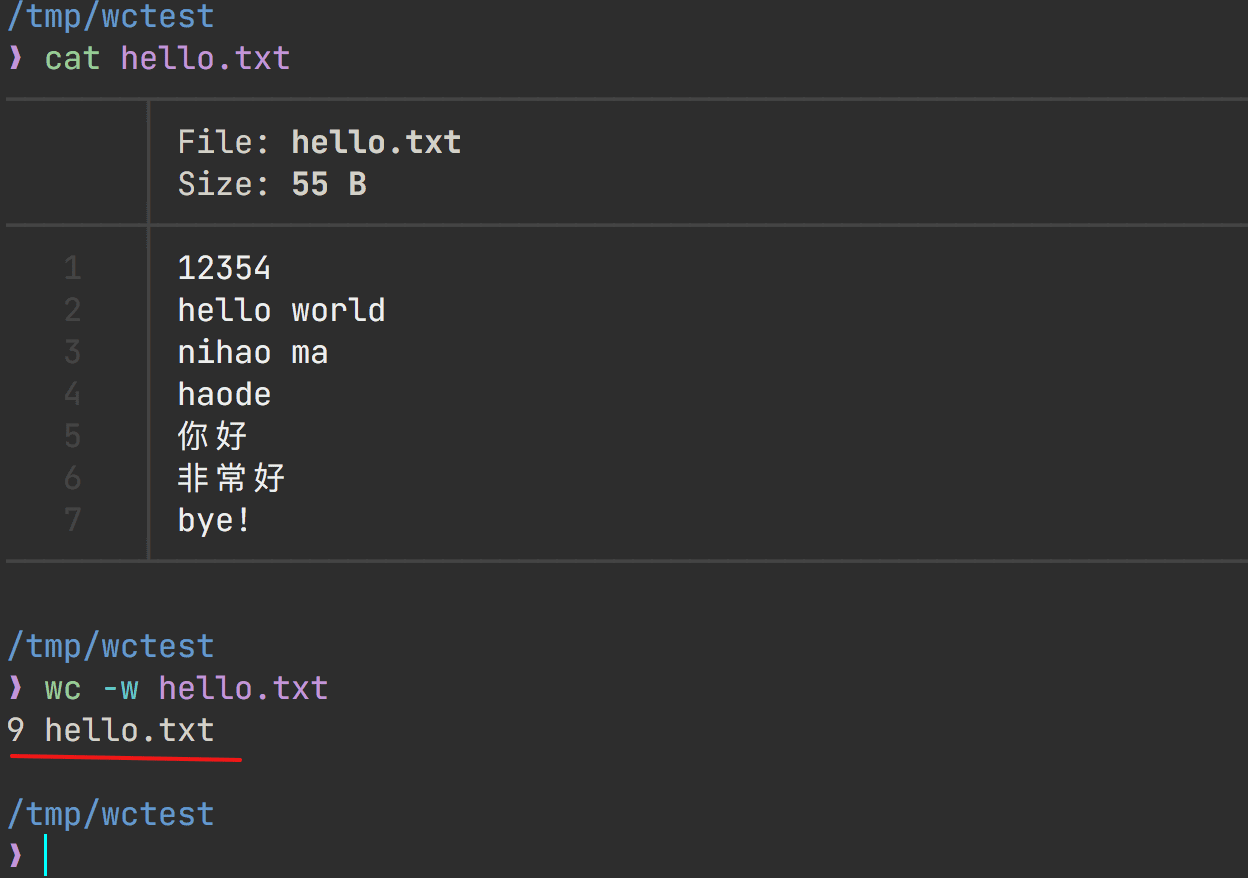 /tmp/wctest
❯ cat hello.txt
File: hello.txt
Size: 55 B
1 12354
2 hello world
3 nihao ma
4 haode
5 你好
6 非常好
7 bye!
/tmp/wctest
❯ wc -w hello.txt
9 hello.txt
/tmp/wctest
❯